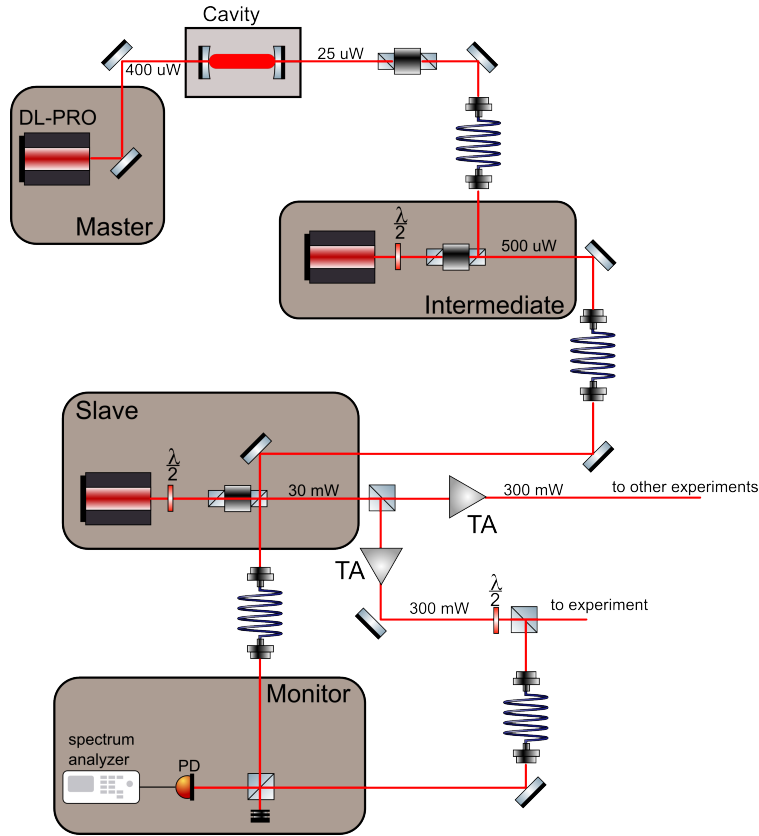 Cavity
25 uW
400 uW
DL-PRO
Master
λ
2
500 uW
Intermediate
Slave
λ
2
30 mW
300 mW
to other experiments
TA
TA
λ
2
300 mW
to experiment
Monitor
spectrum
analyzer
PD